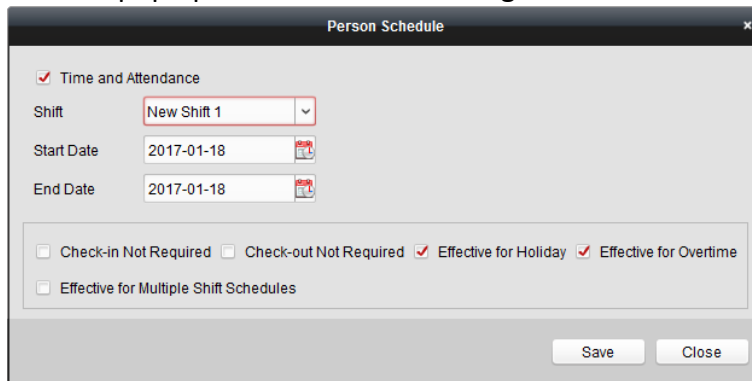 Person Schedule
Time and Attendance
Shift New Shift 1
Start Date 2017-01-18
End Date 2017-01-18
Check-in Not Required Check-out Not Required Effective for Holiday Effective for Overtime
Effective for Multiple Shift Schedules
Save Close